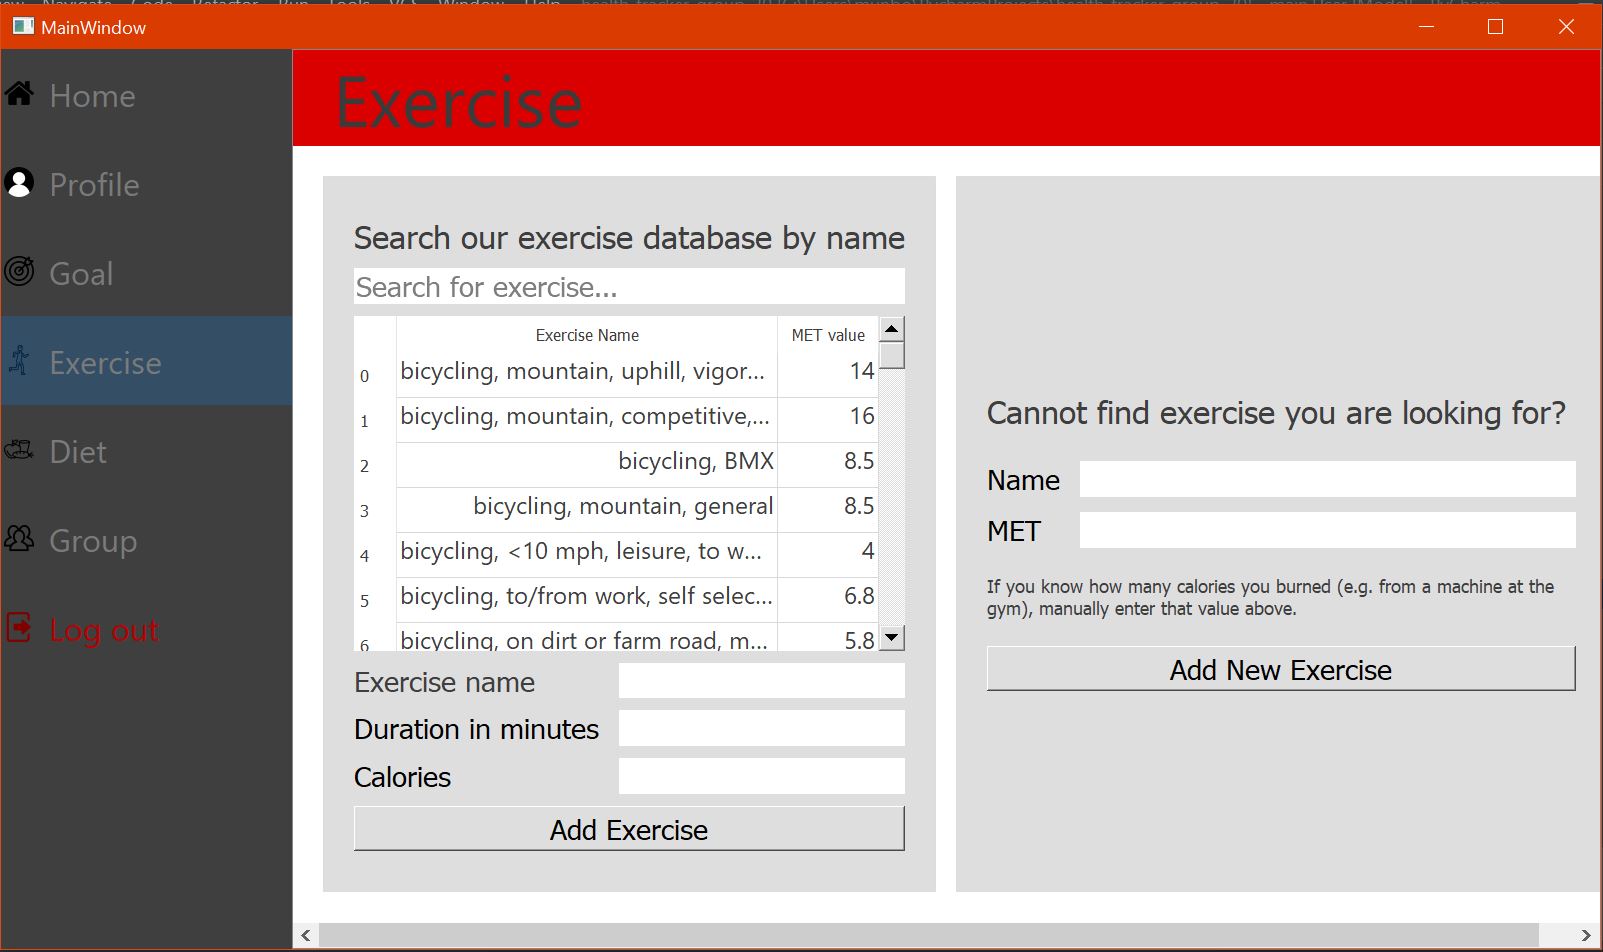 MainWindow
Home
Profile
Goal
Exercise
Diet
Group
Log out
Exercise
Search our exercise database by name
Search for exercise...
Exercise Name MET value
0 bicycling, mountain, uphill, vigor... 14
1 bicycling, mountain, competitive,... 16
2 bicycling, BMX 8.5
3 bicycling, mountain, general 8.5
4 bicycling, <10 mph, leisure, to w... 4
5 bicycling, to/from work, self selec... 6.8
6 bicycling, on dirt or farm road, m... 5.8
Exercise name
Duration in minutes
Calories
Add Exercise
Cannot find exercise you are looking for?
Name
MET
If you know how many calories you burned (e.g. from a machine at the
gym), manually enter that value above.
Add New Exercise